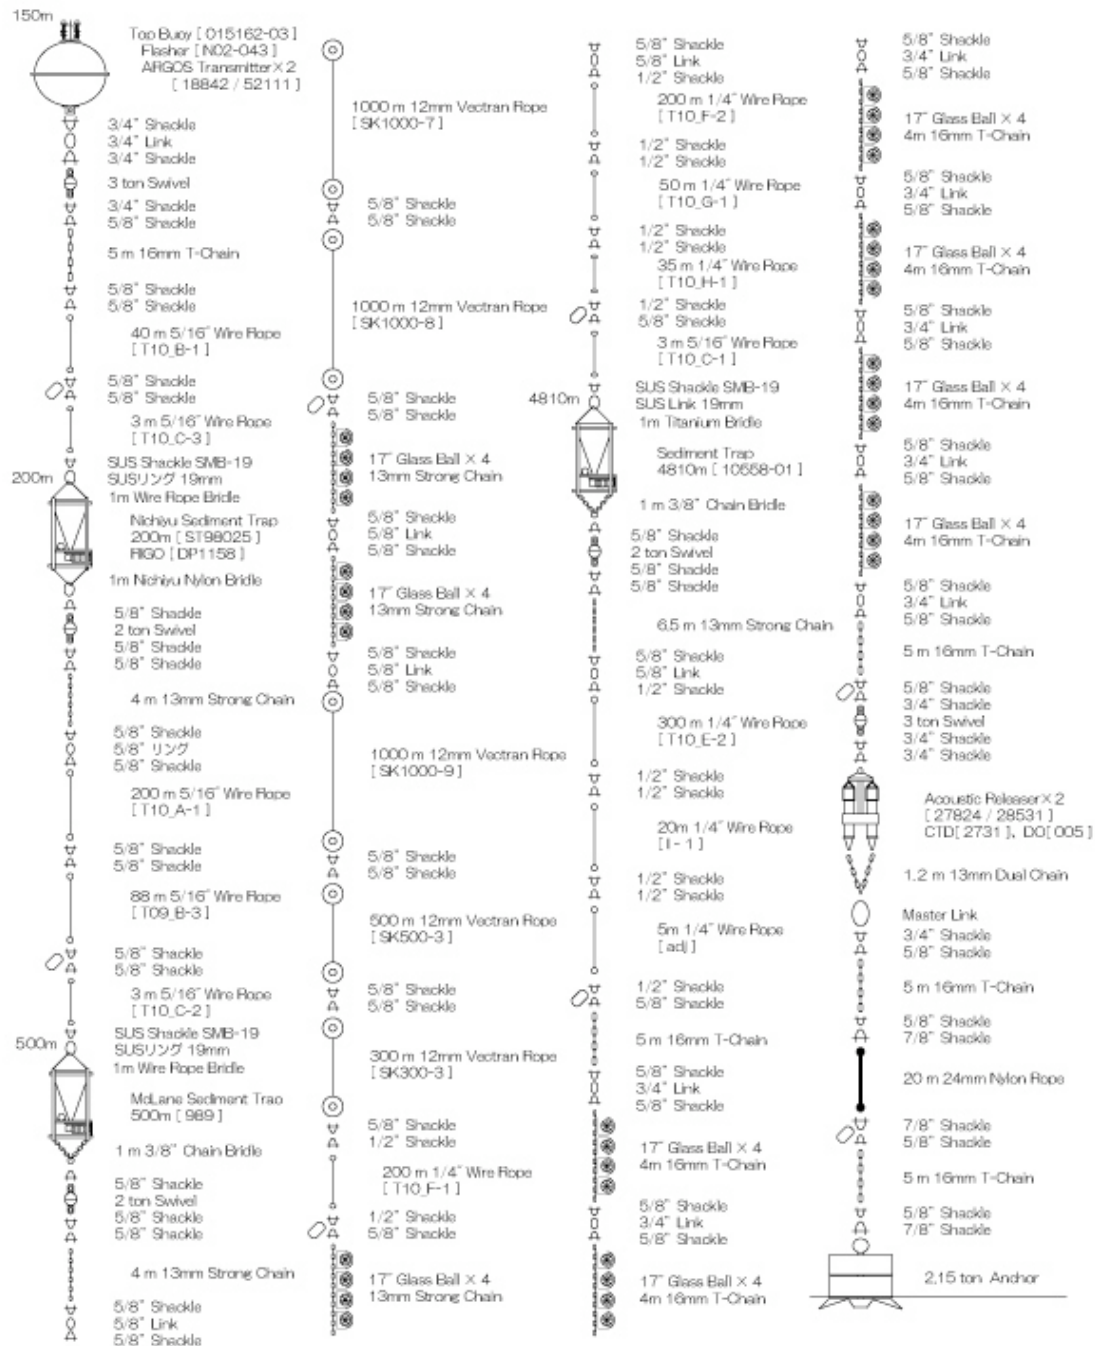 150m
Top Buoy [ 015162-03 ]
Flasher [ N02-043 ]
ARGOS Transmitter×2
[ 18842 / 52111 ]
3/4" Shackle
3/4" Link
3/4" Shackle
3 ton Swivel
3/4" Shackle
5/8" Shackle
5 m 16mm T-Chain
5/8" Shackle
5/8" Shackle
40 m 5/16" Wire Rope
[ T10_B-1 ]
5/8" Shackle
5/8" Shackle
3 m 5/16" Wire Rope
[ T10_C-3 ]
SUS Shackle SMB-19
200m
SUSリング 19mm
1m Wire Rope Bridle
Nichiyu Sediment Trap
200m [ ST98025 ]
RIGO [ DP1158 ]
1m Nichiyu Nylon Bridle
5/8" Shackle
2 ton Swivel
5/8" Shackle
5/8" Shackle
4 m 13mm Strong Chain
5/8" Shackle
5/8" リング
5/8" Shackle
200 m 5/16" Wire Rope
[ T10_A-1 ]
5/8" Shackle
5/8" Shackle
88 m 5/16" Wire Rope
[ T09_B-3 ]
5/8" Shackle
5/8" Shackle
3 m 5/16" Wire Rope
[ T10_C-2 ]
SUS Shackle SMB-19
500m
SUSリング 19mm
1m Wire Rope Bridle
McLane Sediment Trap
500m [ 989 ]
1 m 3/8" Chain Bridle
5/8" Shackle
2 ton Swivel
5/8" Shackle
5/8" Shackle
4 m 13mm Strong Chain
5/8" Shackle
5/8" Link
5/8" Shackle
1000 m 12mm Vectran Rope
[ SK1000-7 ]
5/8" Shackle
5/8" Shackle
1000 m 12mm Vectran Rope
[ SK1000-8 ]
5/8" Shackle
5/8" Shackle
17" Glass Ball × 4
13mm Strong Chain
5/8" Shackle
5/8" Link
5/8" Shackle
17" Glass Ball × 4
13mm Strong Chain
5/8" Shackle
5/8" Link
5/8" Shackle
1000 m 12mm Vectran Rope
[ SK1000-9 ]
5/8" Shackle
5/8" Shackle
500 m 12mm Vectran Rope
[ SK500-3 ]
5/8" Shackle
5/8" Shackle
300 m 12mm Vectran Rope
[ SK300-3 ]
5/8" Shackle
1/2" Shackle
200 m 1/4" Wire Rope
[ T10_F-1 ]
1/2" Shackle
5/8" Shackle
17" Glass Ball × 4
13mm Strong Chain
5/8" Shackle
5/8" Link
1/2" Shackle
200 m 1/4" Wire Rope
[ T10_F-2 ]
1/2" Shackle
1/2" Shackle
50 m 1/4" Wire Rope
[ T10_G-1 ]
1/2" Shackle
1/2" Shackle
35 m 1/4" Wire Rope
[ T10_H-1 ]
1/2" Shackle
5/8" Shackle
3 m 5/16" Wire Rope
[ T10_C-1 ]
SUS Shackle SMB-19
4810m
SUS Link 19mm
1m Titanium Bridle
Sediment Trap
4810m [ 10558-01 ]
1 m 3/8" Chain Bridle
5/8" Shackle
2 ton Swivel
5/8" Shackle
5/8" Shackle
6.5 m 13mm Strong Chain
5/8" Shackle
5/8" Link
1/2" Shackle
300 m 1/4" Wire Rope
[ T10_E-2 ]
1/2" Shackle
1/2" Shackle
20m 1/4" Wire Rope
[ I - 1 ]
1/2" Shackle
1/2" Shackle
5m 1/4" Wire Rope
[ adj ]
1/2" Shackle
5/8" Shackle
5 m 16mm T-Chain
5/8" Shackle
3/4" Link
5/8" Shackle
17" Glass Ball × 4
4m 16mm T-Chain
5/8" Shackle
3/4" Link
5/8" Shackle
17" Glass Ball × 4
4m 16mm T-Chain
5/8" Shackle
3/4" Link
5/8" Shackle
17" Glass Ball × 4
4m 16mm T-Chain
5/8" Shackle
3/4" Link
5/8" Shackle
17" Glass Ball × 4
4m 16mm T-Chain
5/8" Shackle
3/4" Link
5/8" Shackle
17" Glass Ball × 4
4m 16mm T-Chain
5/8" Shackle
3/4" Link
5/8" Shackle
17" Glass Ball × 4
4m 16mm T-Chain
5/8" Shackle
3/4" Link
5/8" Shackle
5 m 16mm T-Chain
5/8" Shackle
3/4" Shackle
3 ton Swivel
3/4" Shackle
3/4" Shackle
Acoustic Releaser×2
[ 27824 / 28531 ]
CTD[ 2731 ], DO[ 005 ]
1.2 m 13mm Dual Chain
Master Link
3/4" Shackle
5/8" Shackle
5 m 16mm T-Chain
5/8" Shackle
7/8" Shackle
20 m 24mm Nylon Rope
7/8" Shackle
5/8" Shackle
5 m 16mm T-Chain
5/8" Shackle
7/8" Shackle
2.15 ton Anchor